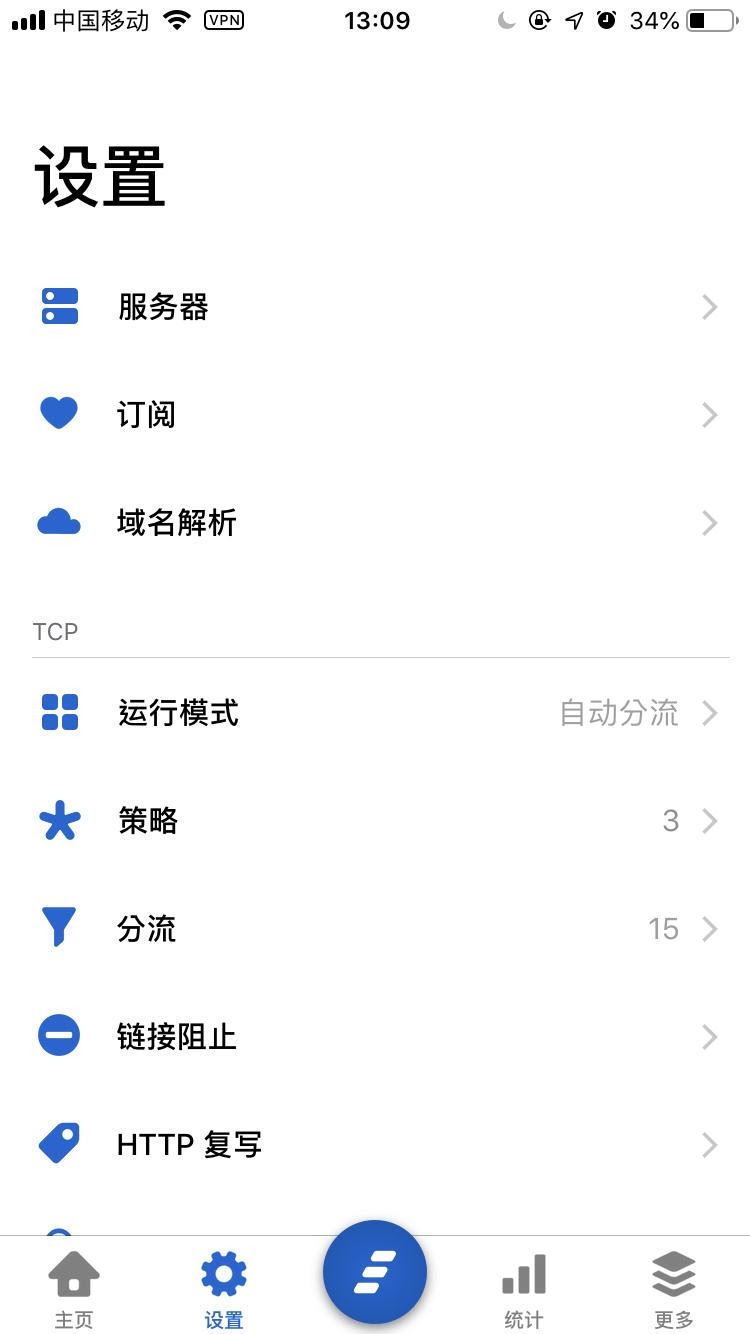 中国移动 VPN 13:09 34%
设置
服务器
订阅
域名解析
TCP
运行模式 自动分流
策略 3
分流 15
链接阻止
HTTP 复写
主页 设置 统计 更多